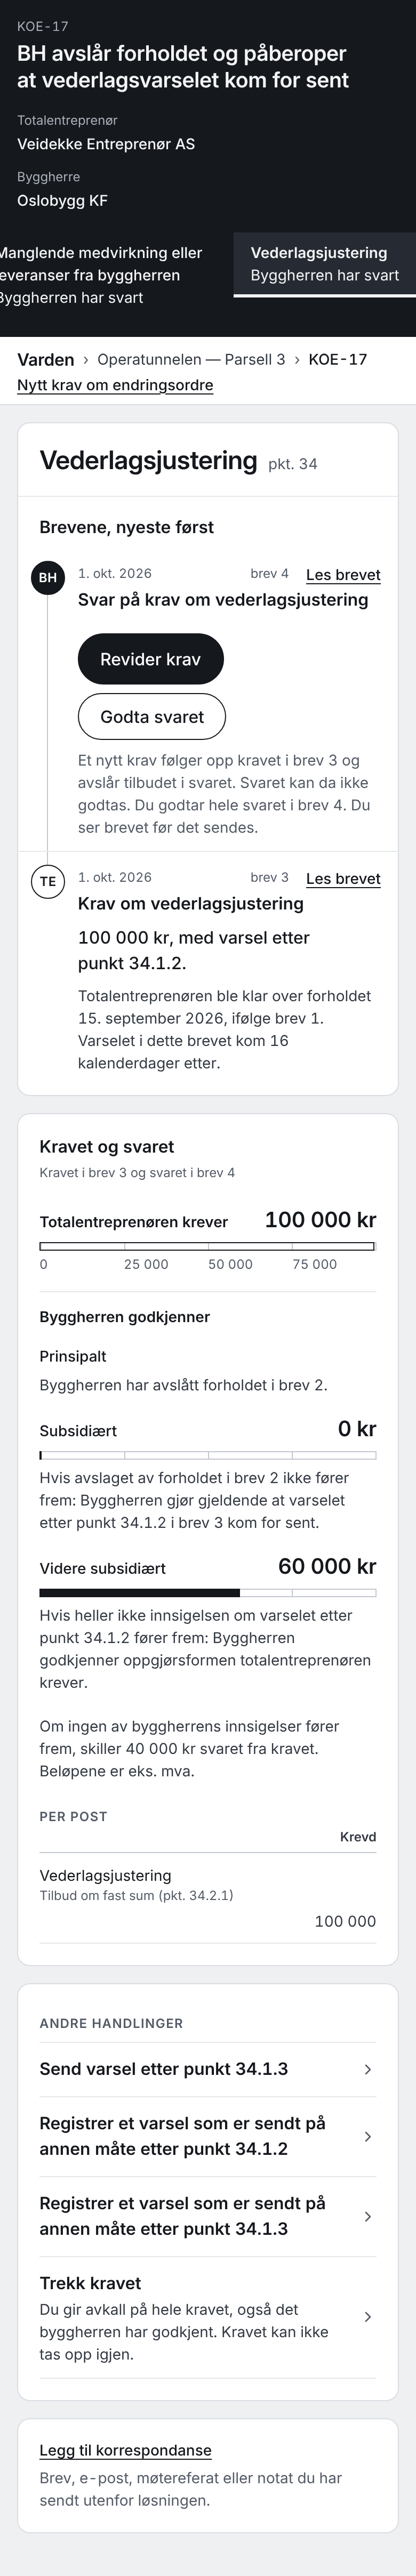 KOE-17
BH avslår forholdet og påberoper
at vederlagsvarselet kom for sent
Totalentreprenør
Veidekke Entreprenør AS
Byggherre
Oslobygg KF
Manglende medvirkning eller
everanser fra byggherren
Byggherren har svart
Vederlagsjustering
Byggherren har svart
Varden › Operatunnelen — Parsell 3 › KOE-17
Nytt krav om endringsordre
Vederlagsjustering pkt. 34
Brevene, nyeste først
BH
1. okt. 2026 brev 4 Les brevet
Svar på krav om vederlagsjustering
Revider krav
Godta svaret
Et nytt krav følger opp kravet i brev 3 og
avslår tilbudet i svaret. Svaret kan da ikke
godtas. Du godtar hele svaret i brev 4. Du
ser brevet før det sendes.
TE
1. okt. 2026 brev 3 Les brevet
Krav om vederlagsjustering
100 000 kr, med varsel etter
punkt 34.1.2.
Totalentreprenøren ble klar over forholdet
15. september 2026, ifølge brev 1.
Varselet i dette brevet kom 16
kalenderdager etter.
Kravet og svaret
Kravet i brev 3 og svaret i brev 4
Totalentreprenøren krever 100 000 kr
0 25 000 50 000 75 000
Byggherren godkjenner
Prinsipalt
Byggherren har avslått forholdet i brev 2.
Subsidiært 0 kr
Hvis avslaget av forholdet i brev 2 ikke fører
frem: Byggherren gjør gjeldende at varselet
etter punkt 34.1.2 i brev 3 kom for sent.
Videre subsidiært 60 000 kr
Hvis heller ikke innsigelsen om varselet etter
punkt 34.1.2 fører frem: Byggherren
godkjenner oppgjørsformen totalentreprenøren
krever.
Om ingen av byggherrens innsigelser fører
frem, skiller 40 000 kr svaret fra kravet.
Beløpene er eks. mva.
PER POST
Krevd
Vederlagsjustering
Tilbud om fast sum (pkt. 34.2.1)
100 000
ANDRE HANDLINGER
Send varsel etter punkt 34.1.3
Registrer et varsel som er sendt på
annen måte etter punkt 34.1.2
Registrer et varsel som er sendt på
annen måte etter punkt 34.1.3
Trekk kravet
Du gir avkall på hele kravet, også det
byggherren har godkjent. Kravet kan ikke
tas opp igjen.
Legg til korrespondanse
Brev, e-post, møtereferat eller notat du har
sendt utenfor løsningen.